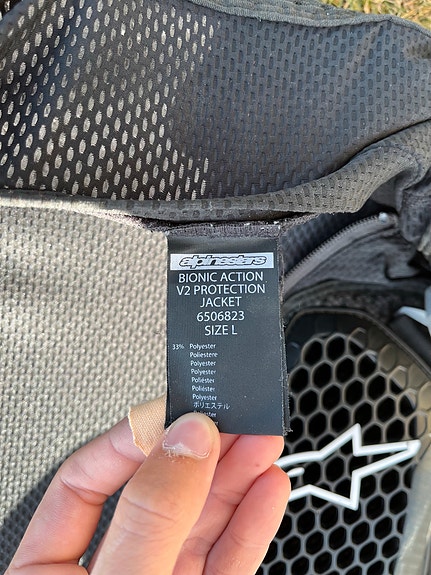 alpinestars
BIONIC ACTION
V2 PROTECTION
JACKET
6506823
SIZE L
33% Polyester
Poliestere
Polyester
Polyester
Poliéster
Poliéster
Polyester
ポリエステル